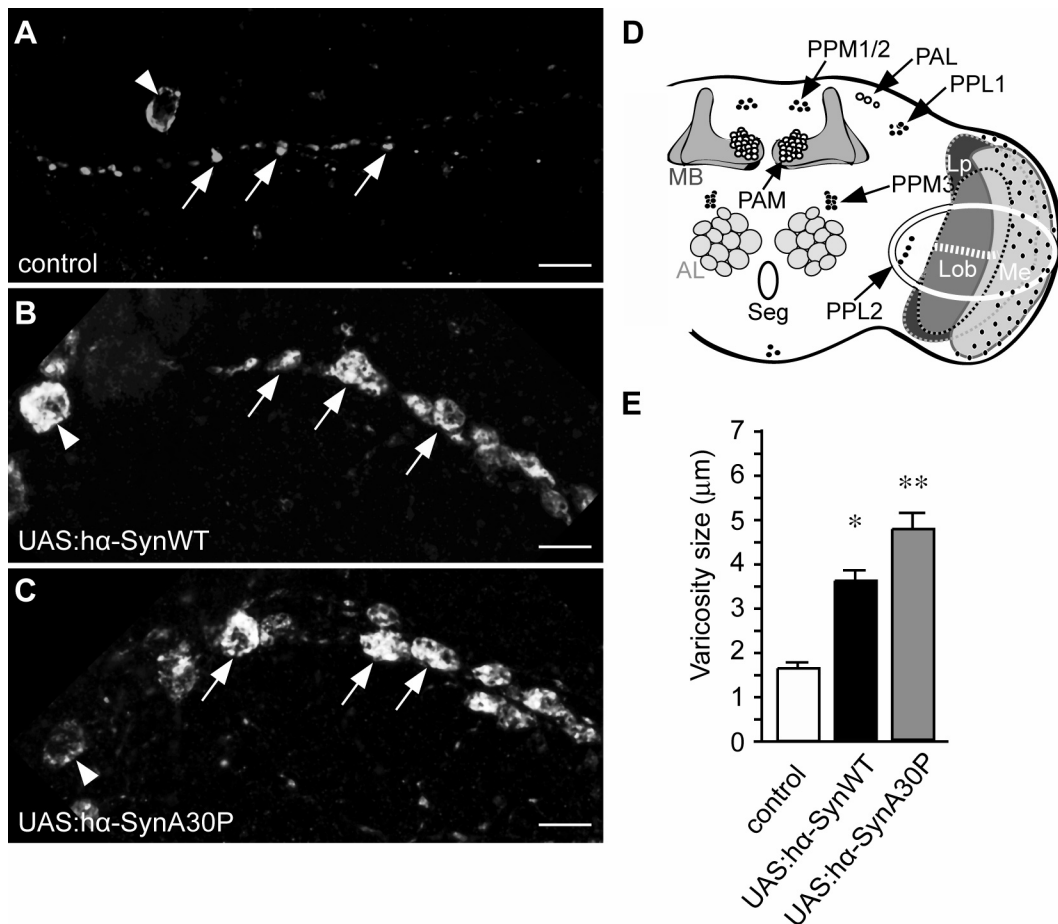 A
control
B
UAS:hα-SynWT
C
UAS:hα-SynA30P
D
PPM1/2
PAL
PPL1
MB
PAM
PPM3
Lp
AL
Lob
Me
Seg
PPL2
E
Varicosity size (μm)
7
6
5
4
3
2
1
0
*
**
control
UAS:hα-SynWT
UAS:hα-SynA30P